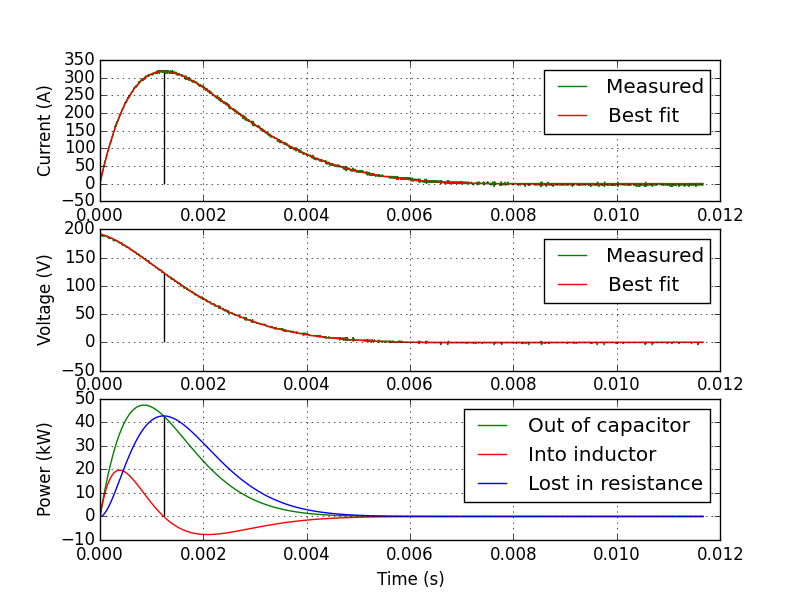 350
300
250
200
150
100
50
0
−50
Current (A)
Measured
Best fit
0.000 0.002 0.004 0.006 0.008 0.010 0.012
200
150
100
50
0
−50
Voltage (V)
Measured
Best fit
0.000 0.002 0.004 0.006 0.008 0.010 0.012
50
40
30
20
10
0
−10
Power (kW)
Out of capacitor
Into inductor
Lost in resistance
0.000 0.002 0.004 0.006 0.008 0.010 0.012
Time (s)